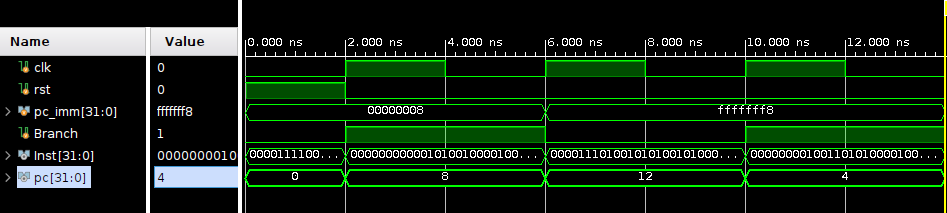 Name Value 0.000 ns 2.000 ns 4.000 ns 6.000 ns 8.000 ns 10.000 ns 12.000 ns
clk 0
rst 0
pc_imm[31:0] fffffff8 00000008 fffffff8
Branch 1
Inst[31:0] 0000000010 0000111100... 000000000001010010000100... 000011101001010100101010... 000000001001101010000100...
pc[31:0] 4 0 8 12 4